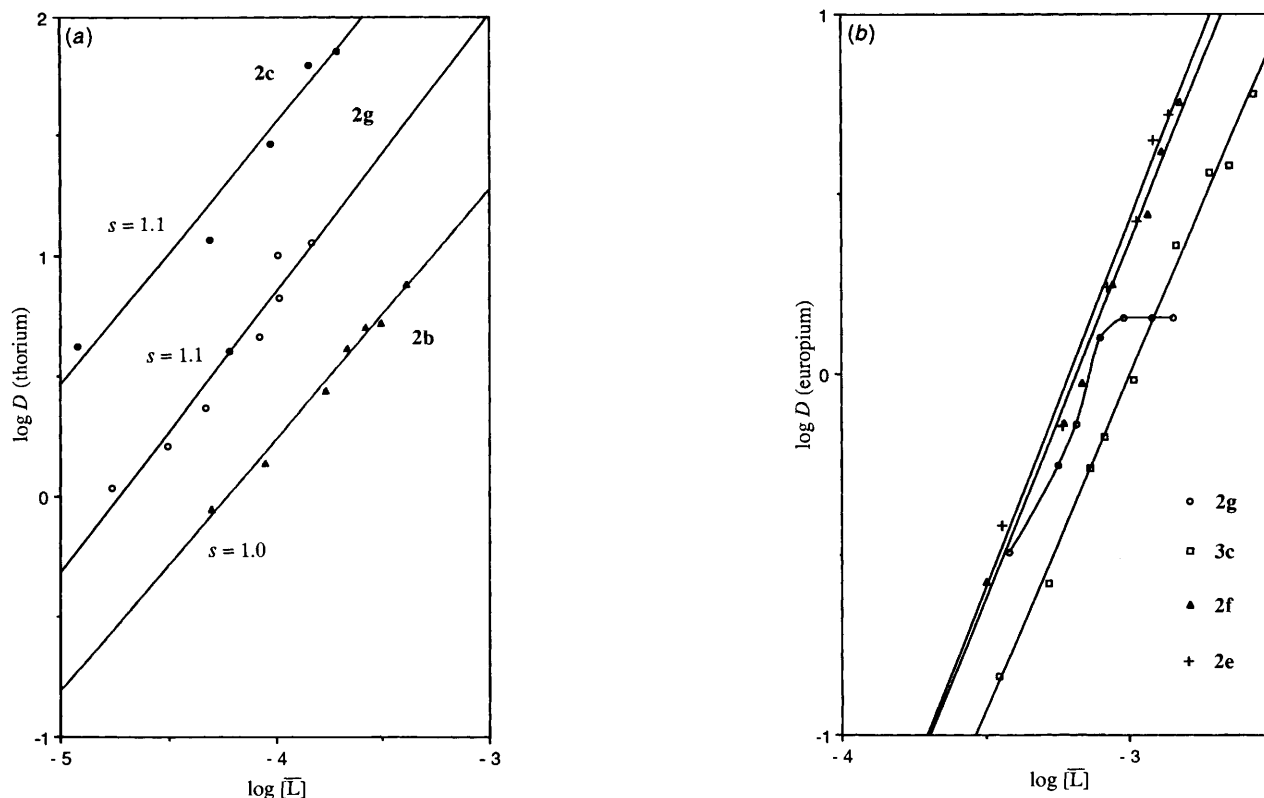 (a)
2
1
0
-1
log D (thorium)
2c
2g
2b
s = 1.1
s = 1.1
s = 1.0
-5
-4
-3
log [L̅]
(b)
1
0
-1
log D (europium)
2g
3c
2f
2e
-4
-3
log [L̅]